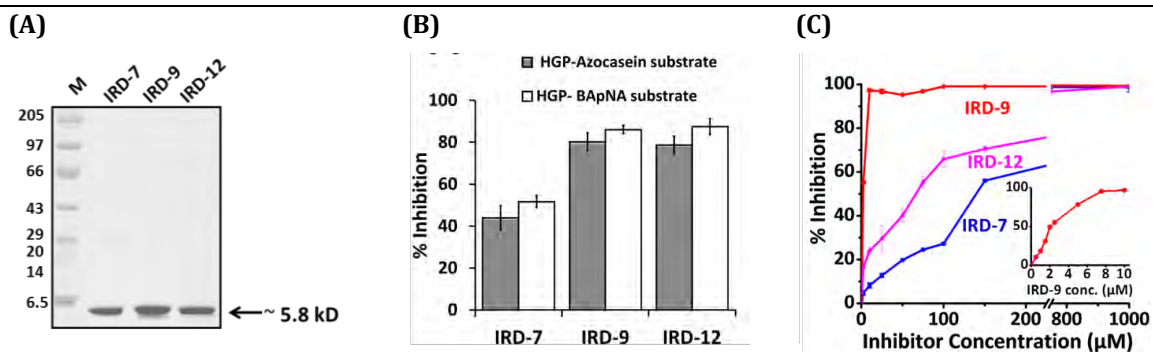 (A)
M IRD-7 IRD-9 IRD-12
205
97
66
43
29
20
14
6.5
~ 5.8 kD
(B)
HGP-Azocasein substrate
HGP- BApNA substrate
% Inhibition
100
80
60
40
20
0
IRD-7 IRD-9 IRD-12
(C)
% Inhibition
100
80
60
40
20
0
IRD-9
IRD-12
IRD-7
100
50
0
0 2 4 6 8 10
IRD-9 conc. (µM)
0 100 200 800 1000
Inhibitor Concentration (µM)